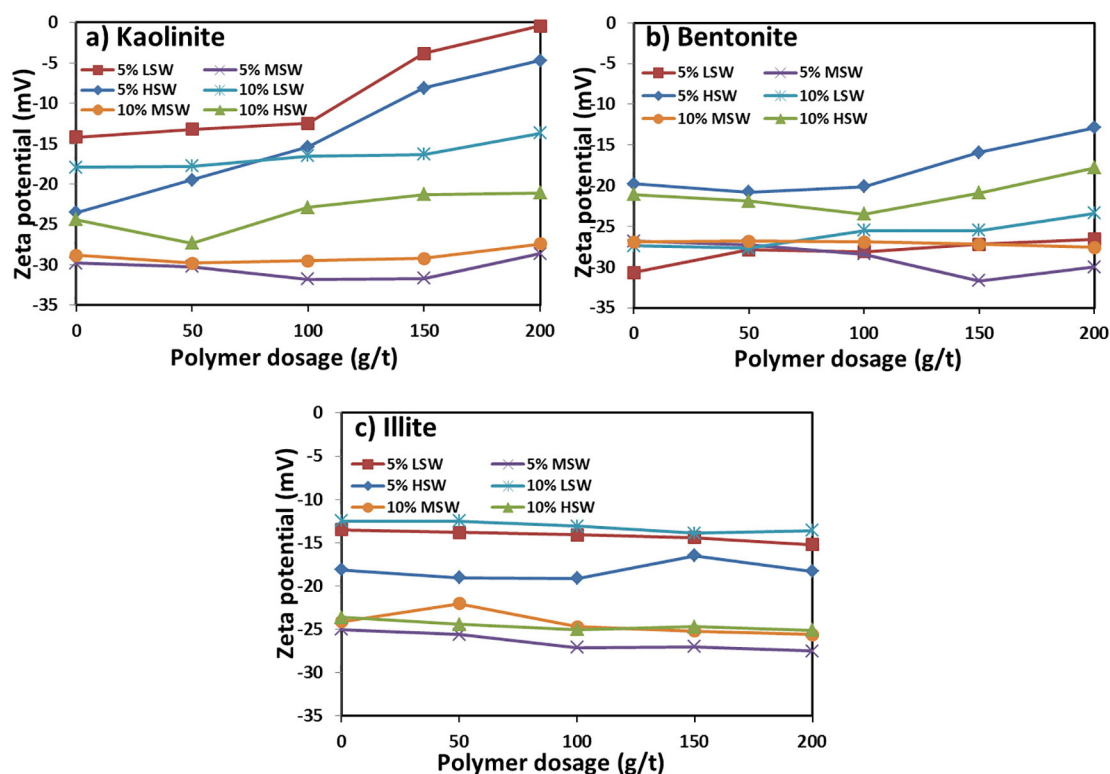 a) Kaolinite
5% LSW 5% MSW
5% HSW 10% LSW
10% MSW 10% HSW
Zeta potential (mV)
0
-5
-10
-15
-20
-25
-30
-35
0 50 100 150 200
Polymer dosage (g/t)
b) Bentonite
5% LSW 5% MSW
5% HSW 10% LSW
10% MSW 10% HSW
Zeta potential (mV)
0
-5
-10
-15
-20
-25
-30
-35
0 50 100 150 200
Polymer dosage (g/t)
c) Illite
5% LSW 5% MSW
5% HSW 10% LSW
10% MSW 10% HSW
Zeta potential (mV)
0
-5
-10
-15
-20
-25
-30
-35
0 50 100 150 200
Polymer dosage (g/t)